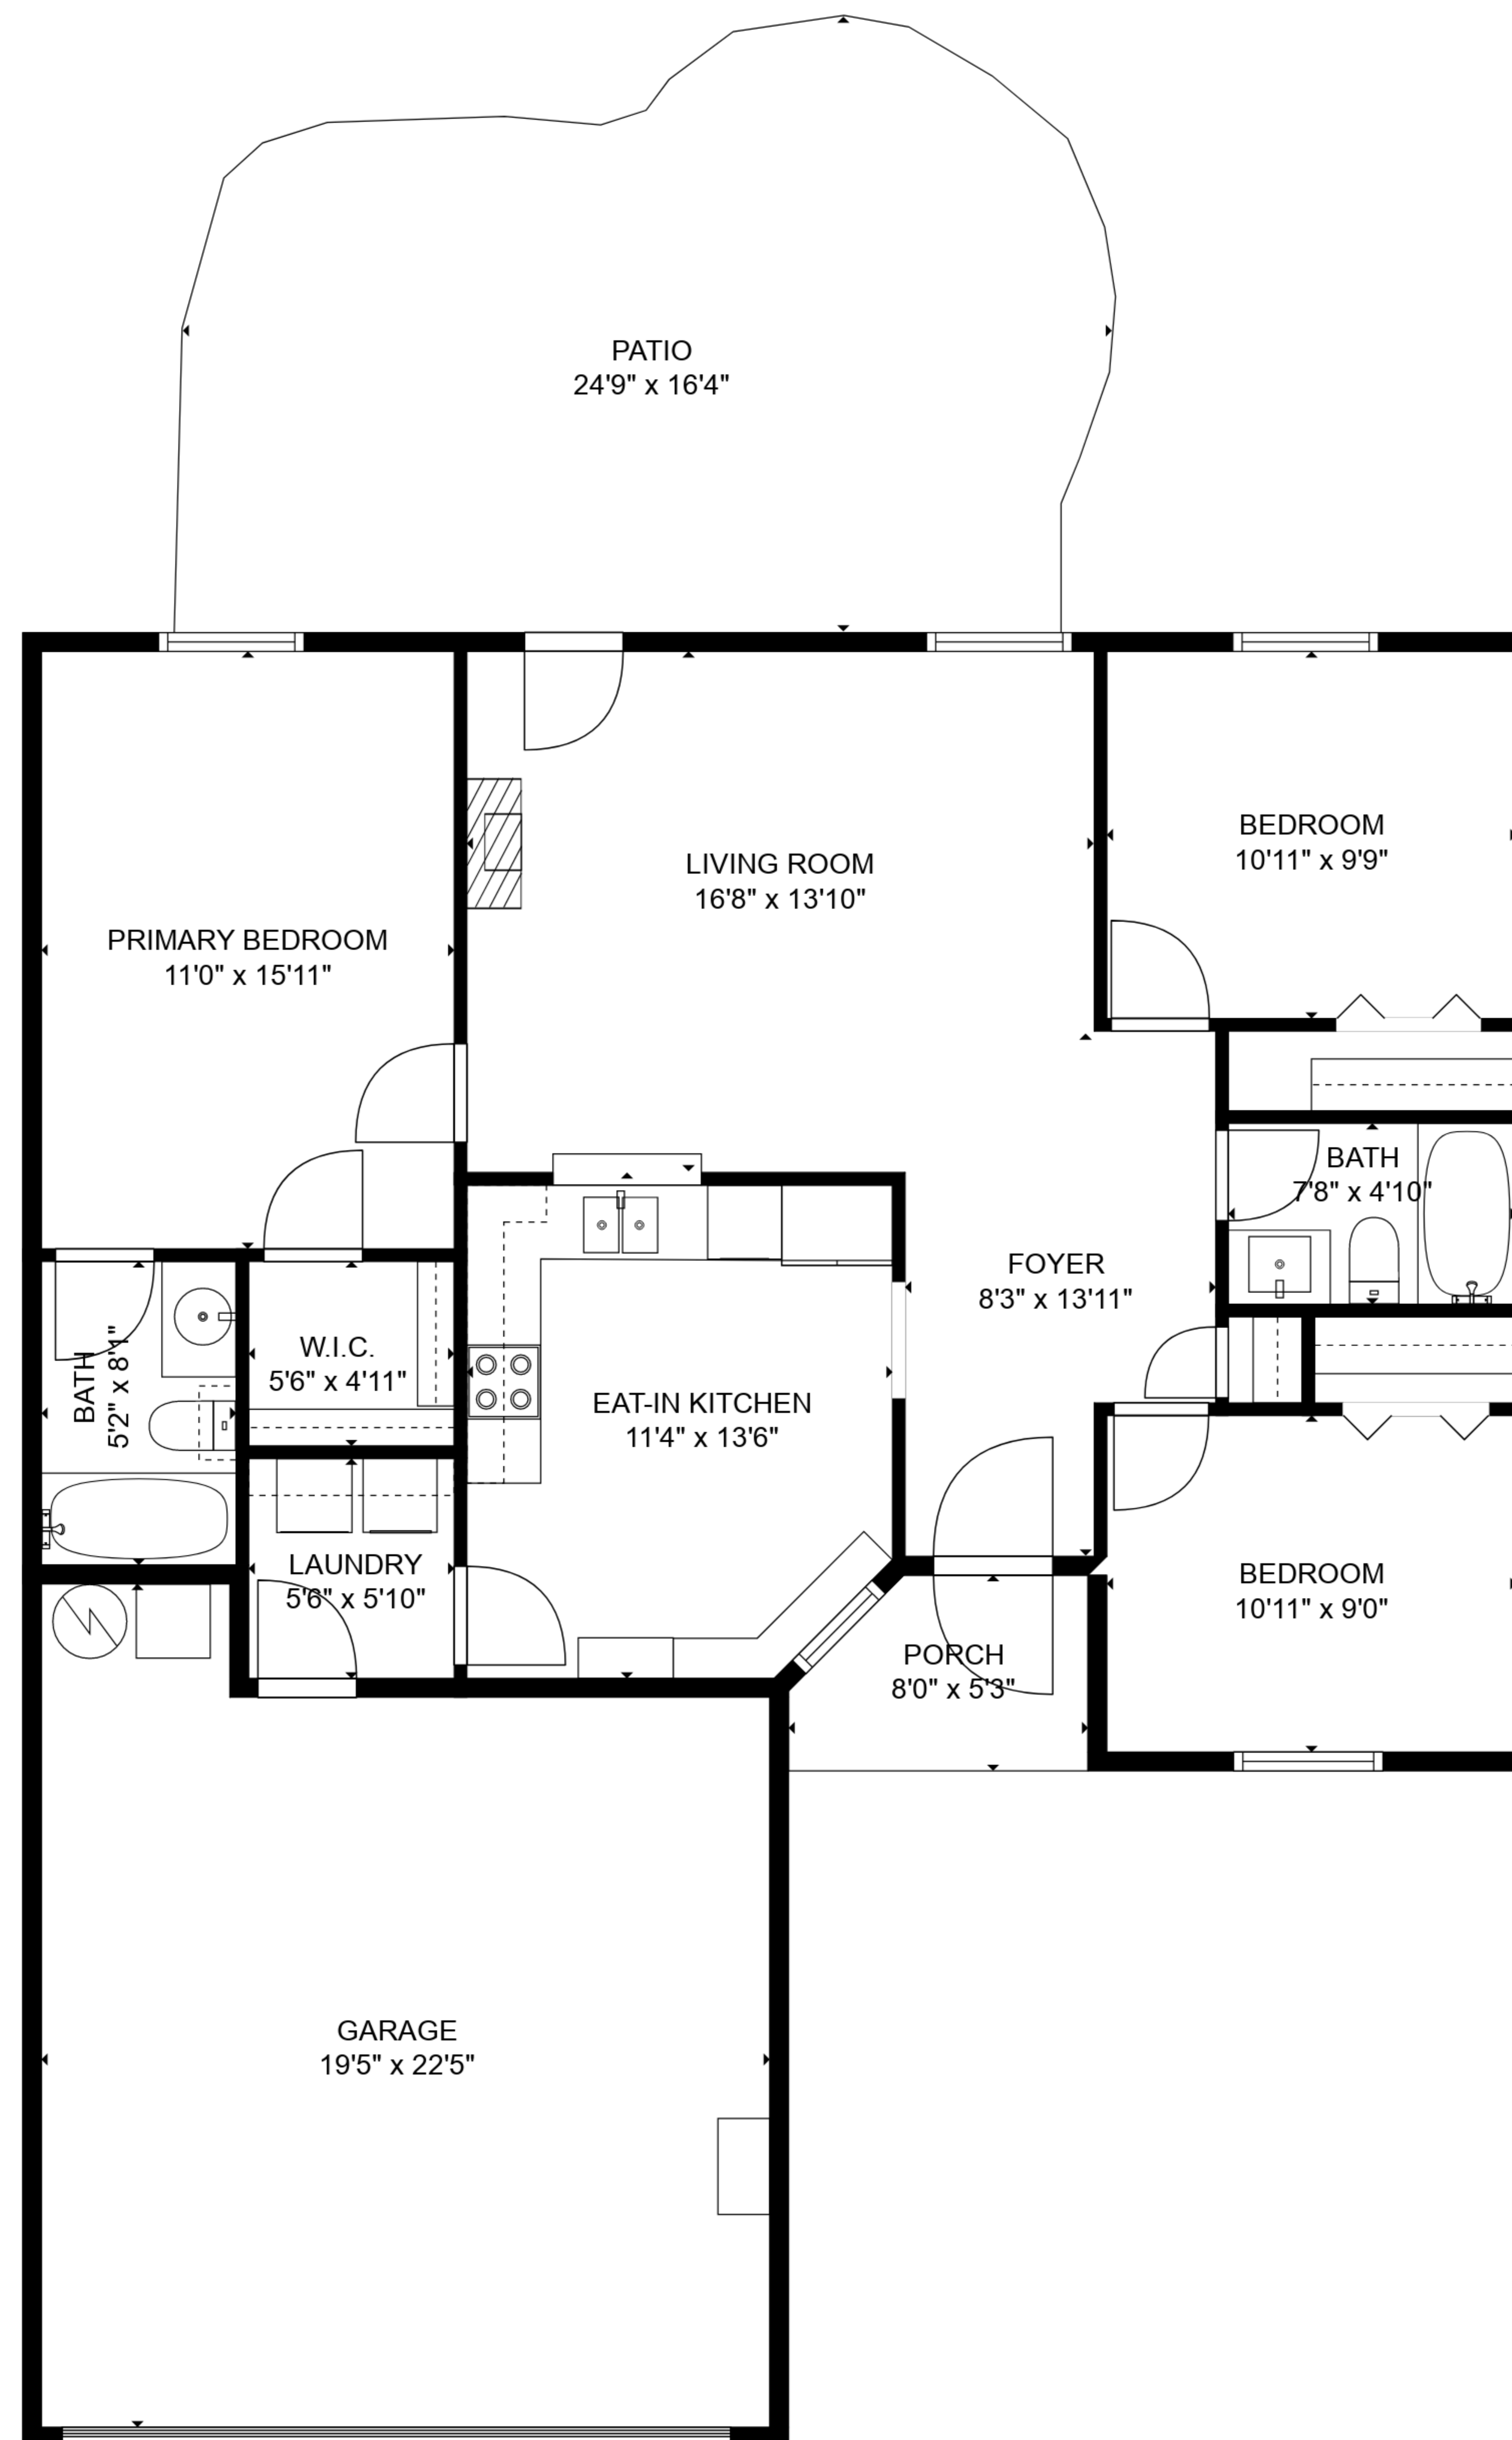 PATIO
24'9" x 16'4"
BEDROOM
10'11" x 9'9"
LIVING ROOM
16'8" x 13'10"
PRIMARY BEDROOM
11'0" x 15'11"
BATH
7'8" x 4'10"
FOYER
8'3" x 13'11"
BATH
5'2" x 8'1"
W.I.C.
5'6" x 4'11"
EAT-IN KITCHEN
11'4" x 13'6"
LAUNDRY
5'6" x 5'10"
BEDROOM
10'11" x 9'0"
PORCH
8'0" x 5'3"
GARAGE
19'5" x 22'5"